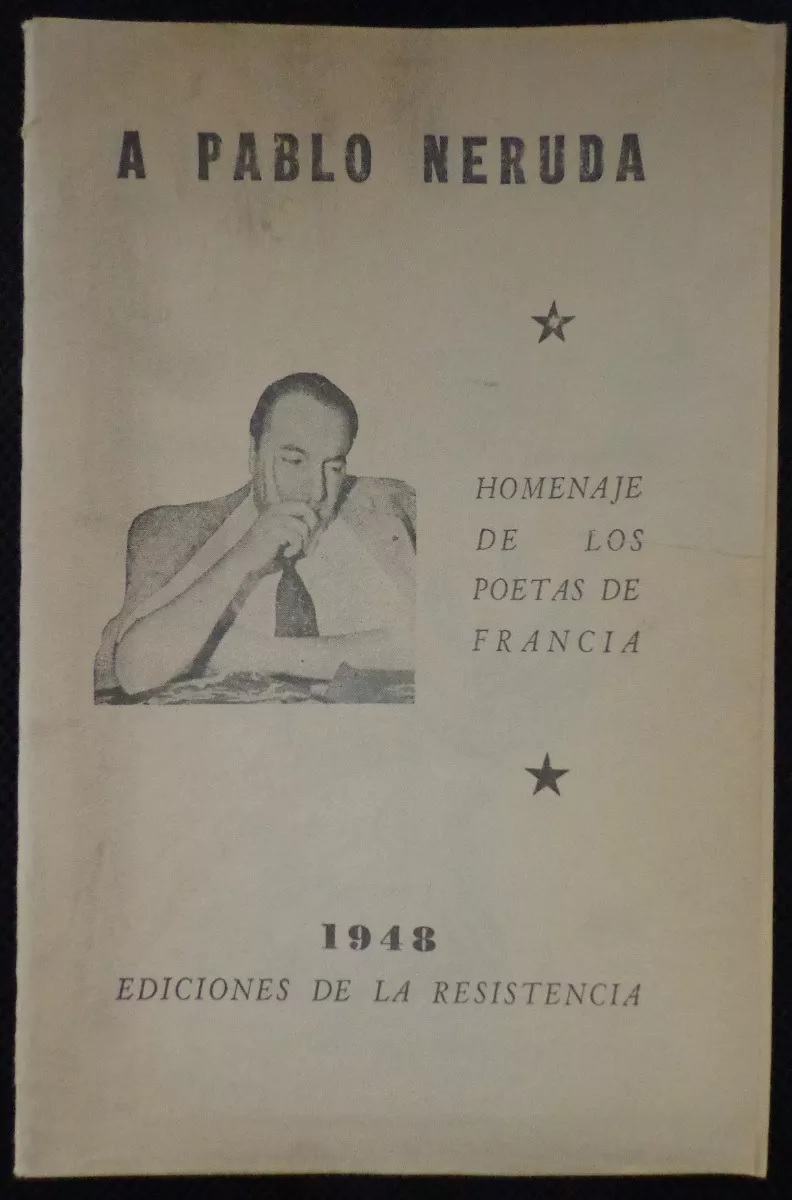 A PABLO NERUDA
HOMENAJE
DE LOS
POETAS DE
FRANCIA
1948
EDICIONES DE LA RESISTENCIA